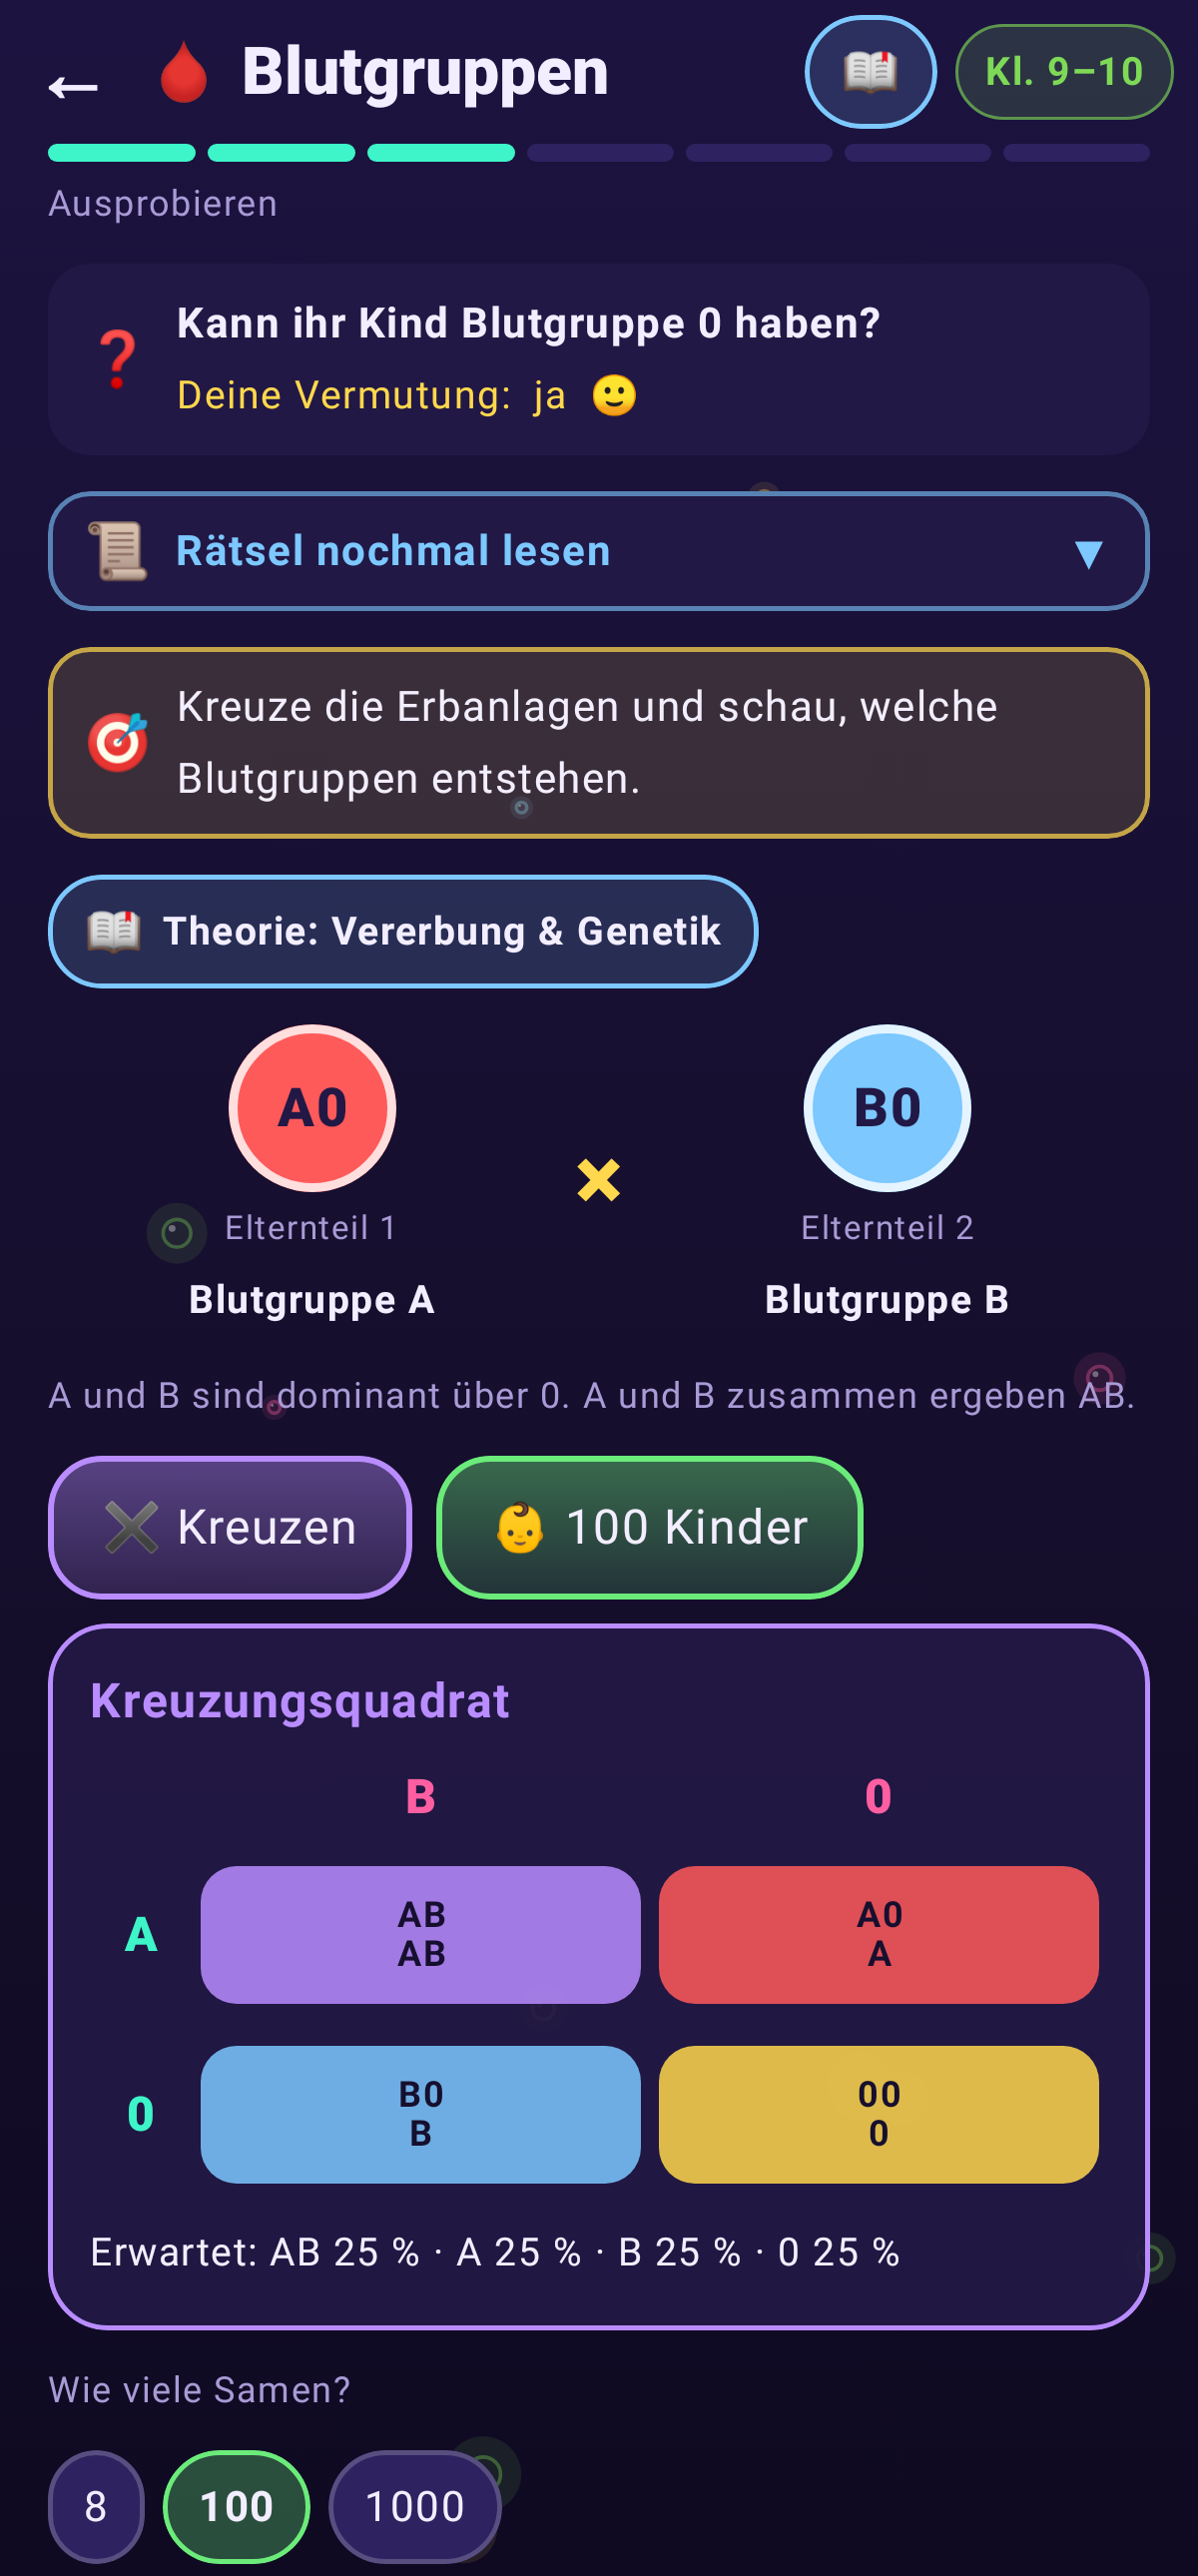 ← Blutgruppen Kl. 9–10
Ausprobieren
Kann ihr Kind Blutgruppe 0 haben?
Deine Vermutung: ja
Rätsel nochmal lesen ▼
Kreuze die Erbanlagen und schau, welche
Blutgruppen entstehen.
Theorie: Vererbung & Genetik
A0 B0
Elternteil 1 Elternteil 2
Blutgruppe A Blutgruppe B
A und B sind dominant über 0. A und B zusammen ergeben AB.
Kreuzen 100 Kinder
Kreuzungsquadrat
B 0
A
AB
AB
A0
A
0
B0
B
00
0
Erwartet: AB 25 % · A 25 % · B 25 % · 0 25 %
Wie viele Samen?
8 100 1000